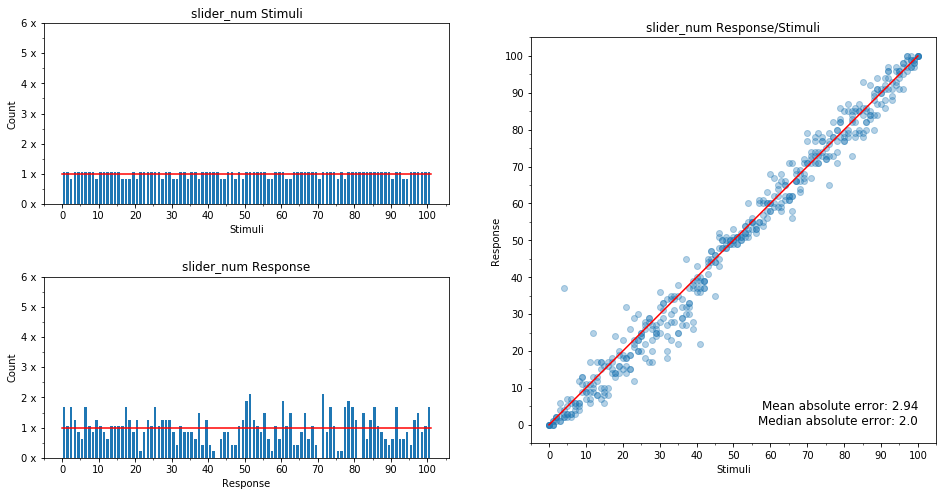 slider_num Stimuli
6 x
5 x
4 x
3 x
2 x
1 x
0 x
Count
0 10 20 30 40 50 60 70 80 90 100
Stimuli
slider_num Response
6 x
5 x
4 x
3 x
2 x
1 x
0 x
Count
0 10 20 30 40 50 60 70 80 90 100
Response
slider_num Response/Stimuli
100
90
80
70
60
50
40
30
20
10
0
Response
Mean absolute error: 2.94
Median absolute error: 2.0
0 10 20 30 40 50 60 70 80 90 100
Stimuli